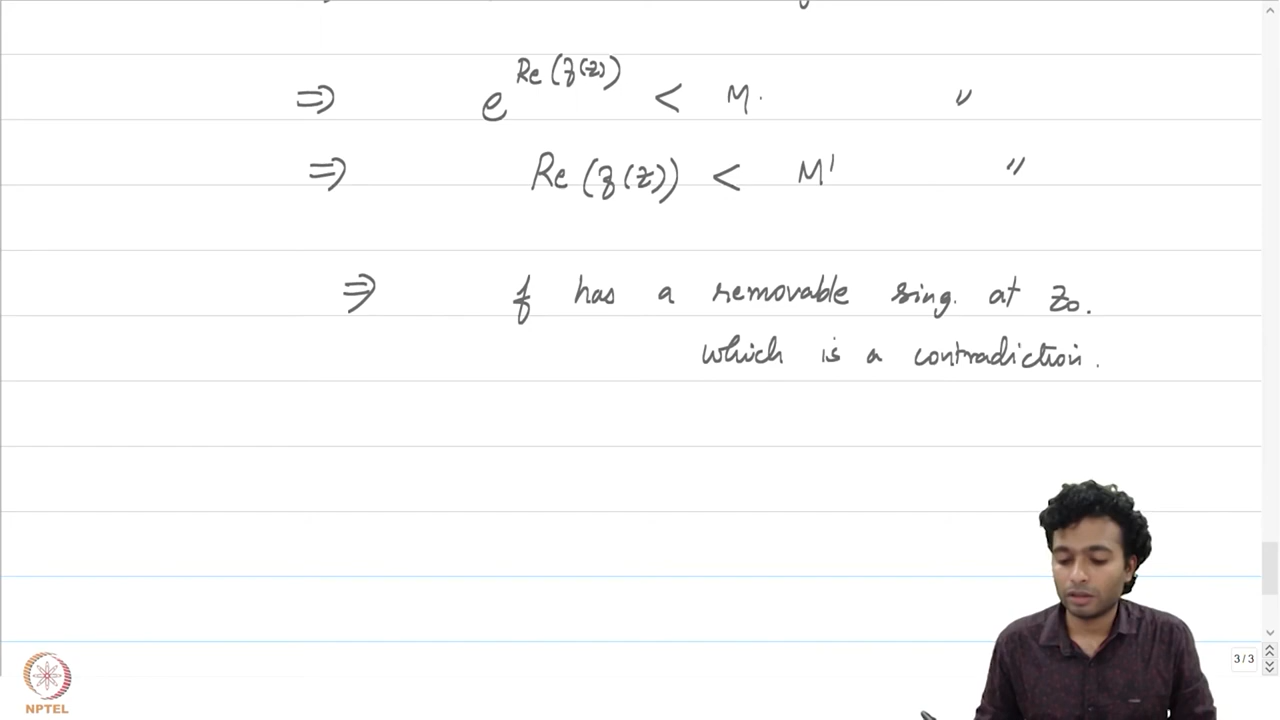 ⇒ e^{Re(f(z))} < M. "
⇒ Re(f(z)) < M' "
⇒ f has a removable sing. at z₀.
which is a contradiction.
3/3
NPTEL